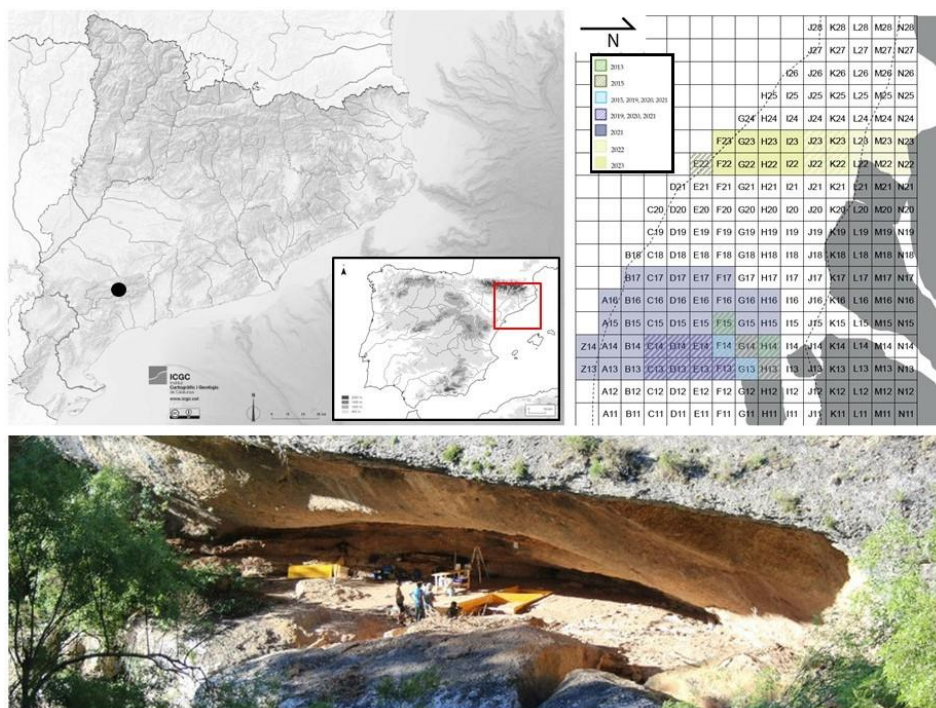 ICGC
Institut
Cartogràfic i Geològic
de Catalunya
www.icgc.cat
N
2013
2015
2015, 2019, 2020, 2021
2019, 2020, 2021
2021
2022
2023
J28 K28 L28 M28 N28
J27 K27 L27 M27 N27
I26 J26 K26 L26 M26 N26
H25 I25 J25 K25 L25 M25 N25
G24 H24 I24 J24 K24 L24 M24 N24
F23 G23 H23 I23 J23 K23 L23 M23 N23
E22 F22 G22 H22 I22 J22 K22 L22 M22 N22
D21 E21 F21 G21 H21 I21 J21 K21 L21 M21 N21
C20 D20 E20 F20 G20 H20 I20 J20 K20 L20 M20 N20
C19 D19 E19 F19 G19 H19 I19 J19 K19 L19 M19 N19
B18 C18 D18 E18 F18 G18 H18 I18 J18 K18 L18 M18 N18
B17 C17 D17 E17 F17 G17 H17 I17 J17 K17 L17 M17 N17
A16 B16 C16 D16 E16 F16 G16 H16 I16 J16 K16 L16 M16 N16
A15 B15 C15 D15 E15 F15 G15 H15 I15 J15 K15 L15 M15 N15
Z14 A14 B14 C14 D14 E14 F14 G14 H14 I14 J14 K14 L14 M14 N14
Z13 A13 B13 C13 D13 E13 F13 G13 H13 I13 J13 K13 L13 M13 N13
A12 B12 C12 D12 E12 F12 G12 H12 I12 J12 K12 L12 M12 N12
A11 B11 C11 D11 E11 F11 G11 H11 I11 J11 K11 L11 M11 N11